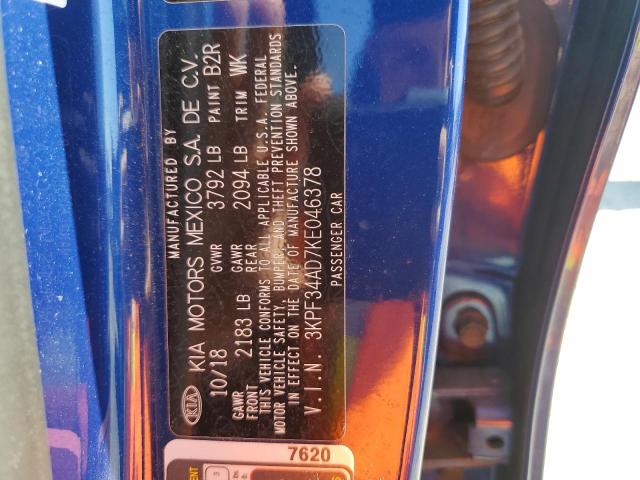 MANUFACTURED BY
KIA KIA MOTORS MEXICO S.A. DE C.V.
10/18 GVWR 3792 LB PAINT B2R
GAWR FRONT 2183 LB GAWR REAR 2094 LB TRIM WK
THIS VEHICLE CONFORMS TO ALL APPLICABLE U.S.A. FEDERAL
MOTOR VEHICLE SAFETY, BUMPER, AND THEFT PREVENTION STANDARDS
IN EFFECT ON THE DATE OF MANUFACTURE SHOWN ABOVE.
V.I.N. 3KPF34AD7KE046378
PASSENGER CAR
7620